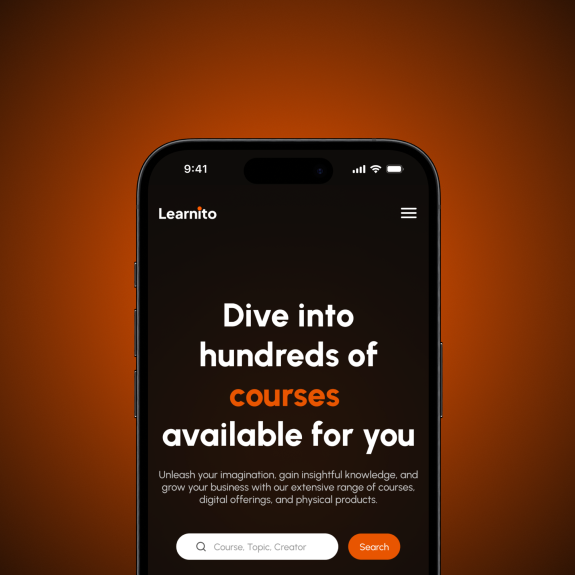 9:41
Learnito
Dive into
hundreds of
courses
available for you
Unleash your imagination, gain insightful knowledge, and
grow your business with our extensive range of courses,
digital offerings, and physical products.
Course, Topic, Creator
Search